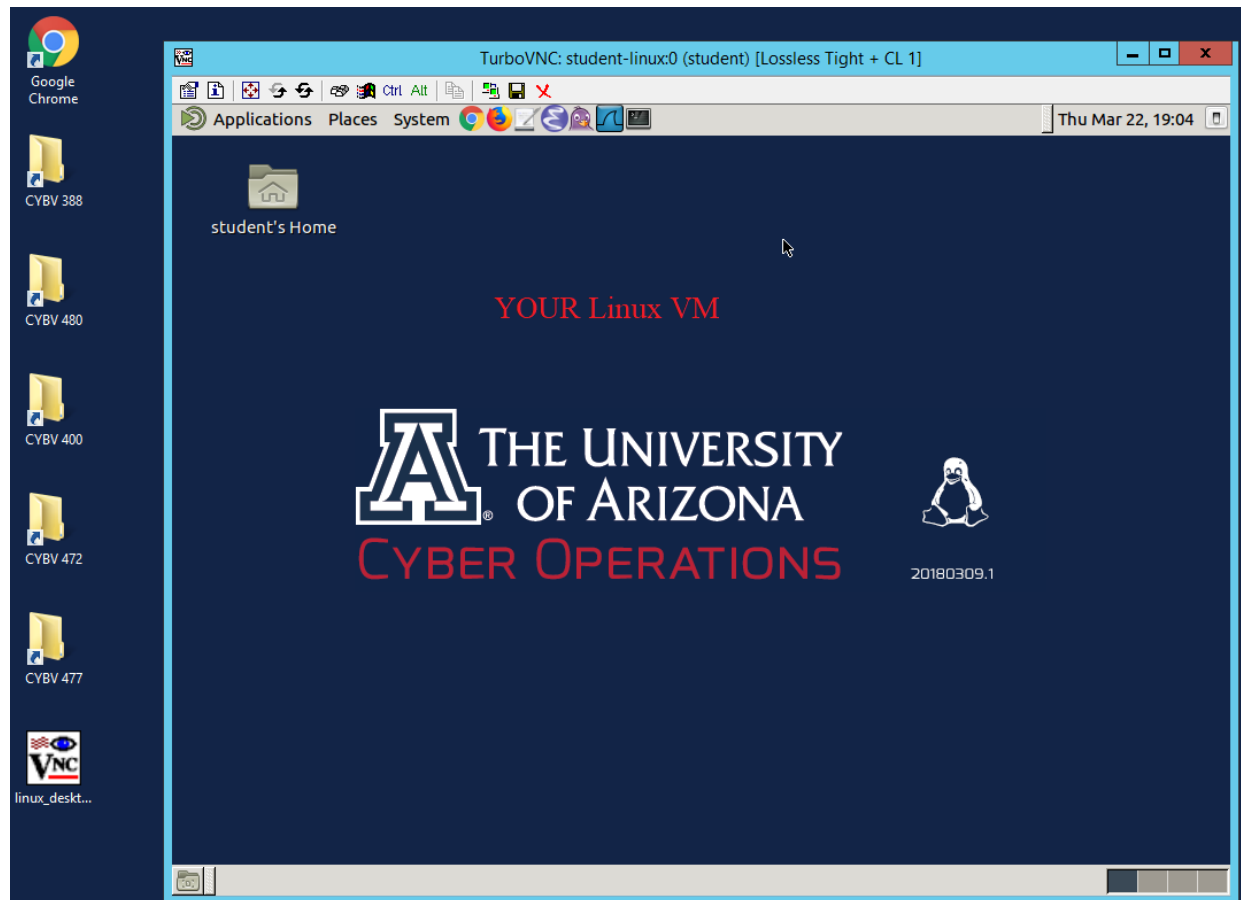 Google
Chrome
CYBV 388
CYBV 480
CYBV 400
CYBV 472
CYBV 477
VNC
linux_deskt...
TurboVNC: student-linux:0 (student) [Lossless Tight + CL 1]
Ctrl Alt
Applications Places System
Thu Mar 22, 19:04
student's Home
YOUR Linux VM
A
THE UNIVERSITY
OF ARIZONA
®
CYBER OPERATIONS
20180309.1